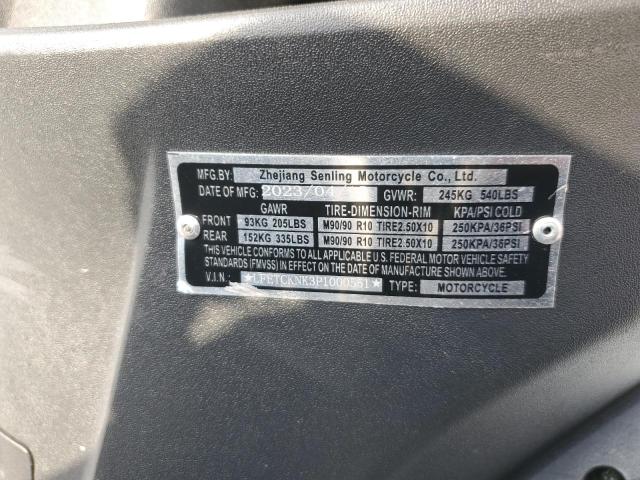 MFG.BY: Zhejiang Senling Motorcycle Co., Ltd.
DATE OF MFG: 2023/04 GVWR: 245KG 540LBS
GAWR TIRE-DIMENSION-RIM KPA/PSI COLD
FRONT 93KG 205LBS M90/90 R10 TIRE2.50X10 250KPA/36PSI
REAR 152KG 335LBS M90/90 R10 TIRE2.50X10 250KPA/36PSI
THIS VEHICLE CONFORMS TO APPLICABLE U.S. FEDERAL MOTOR VEHICLE SAFETY
STANDARDS (FMVSS) IN EFFECT ON THE DATE OF MANUFACTURE SHOWN ABOVE.
V.I.N.: TYPE: MOTORCYCLE